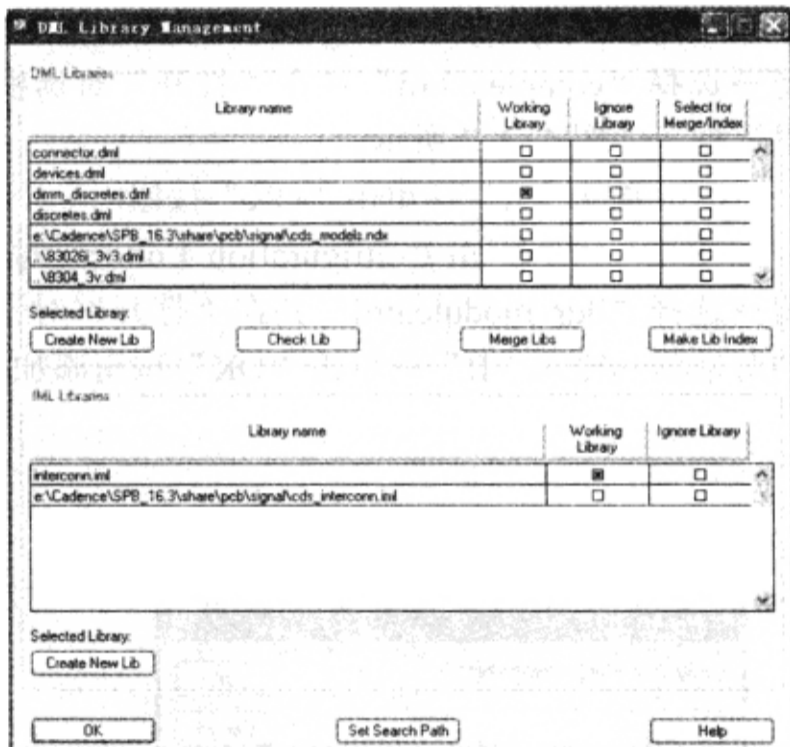 DML Library Management
DML Libraries
Library name
Working Library
Ignore Library
Select for Merge/Index
connector.dml
devices.dml
dimm_discretes.dml
discretes.dml
e:\Cadence\SPB_16.3\share\pcb\signal\cds_models.ndx
..\83026i_3v3.dml
..\8304_3v.dml
Selected Library:
Create New Lib Check Lib Merge Libs Make Lib Index
IML Libraries
Library name
Working Library
Ignore Library
interconn.iml
e:\Cadence\SPB_16.3\share\pcb\signal\cds_interconn.iml
Selected Library:
Create New Lib
OK Set Search Path Help